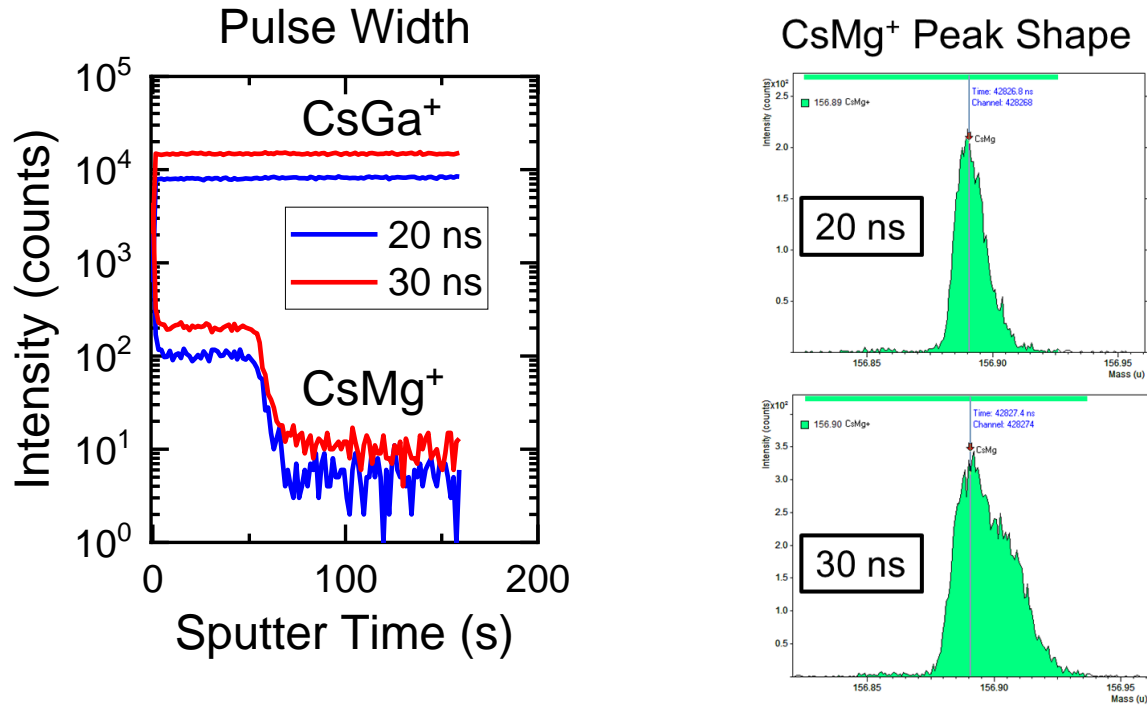 Pulse Width
10⁵
10⁴
10³
10²
10¹
10⁰
Intensity (counts)
CsGa⁺
20 ns
30 ns
CsMg⁺
0
100
200
Sputter Time (s)
CsMg⁺ Peak Shape
x10²
Intensity (counts)
2.5
2.0
1.5
1.0
0.5
156.89 CsMg+
Time: 42826.8 ns
Channel: 428268
CsMg
20 ns
156.85
156.90
156.95
Mass (u)
x10²
Intensity (counts)
4.0
3.5
3.0
2.5
2.0
1.5
1.0
0.5
156.90 CsMg+
Time: 42827.4 ns
Channel: 428274
CsMg
30 ns
156.85
156.90
156.95
Mass (u)